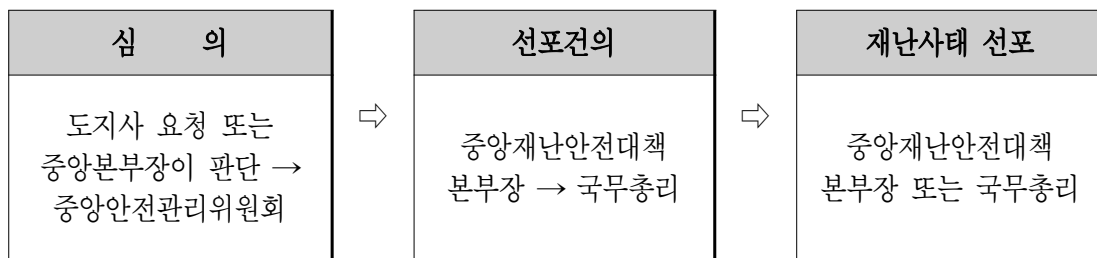 심 의
도지사 요청 또는
중앙본부장이 판단 →
중앙안전관리위원회
⇨
선포건의
중앙재난안전대책
본부장 → 국무총리
⇨
재난사태 선포
중앙재난안전대책
본부장 또는 국무총리